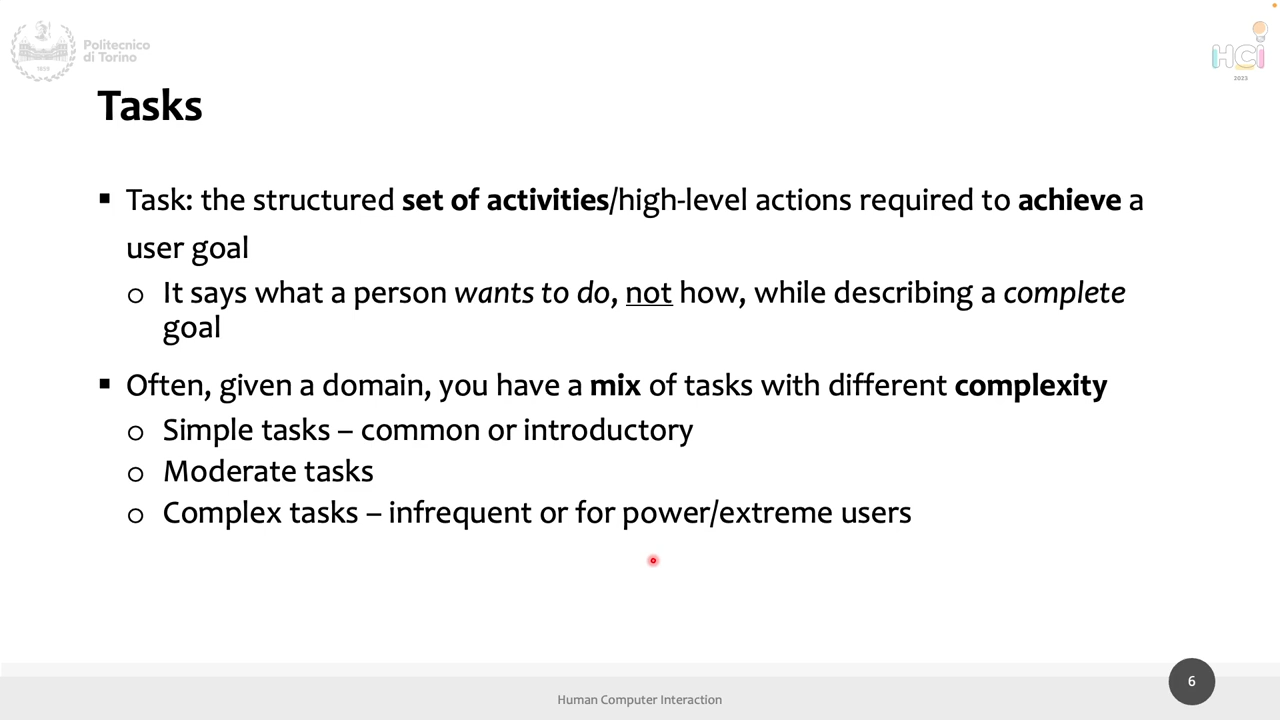 Politecnico
di Torino
1859
HCI
2023
Tasks
▪ Task: the structured set of activities/high-level actions required to achieve a
user goal
o It says what a person wants to do, not how, while describing a complete
goal
▪ Often, given a domain, you have a mix of tasks with different complexity
o Simple tasks – common or introductory
o Moderate tasks
o Complex tasks – infrequent or for power/extreme users
Human Computer Interaction
6